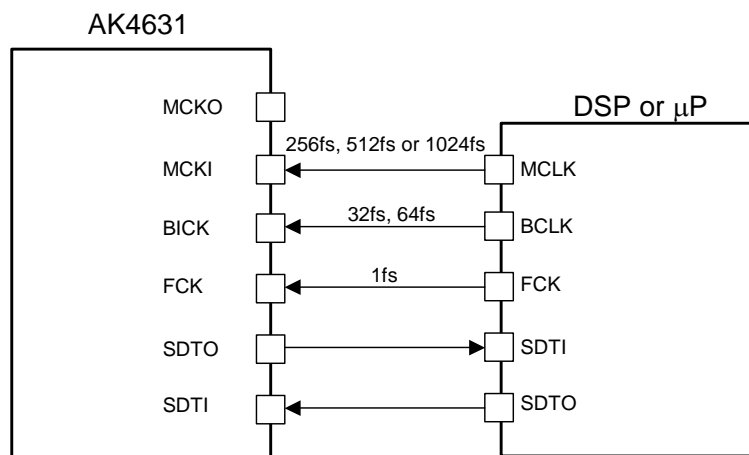 AK4631
DSP or μP
MCKO
256fs, 512fs or 1024fs
MCKI
MCLK
32fs, 64fs
BICK
BCLK
1fs
FCK
FCK
SDTO
SDTI
SDTI
SDTO